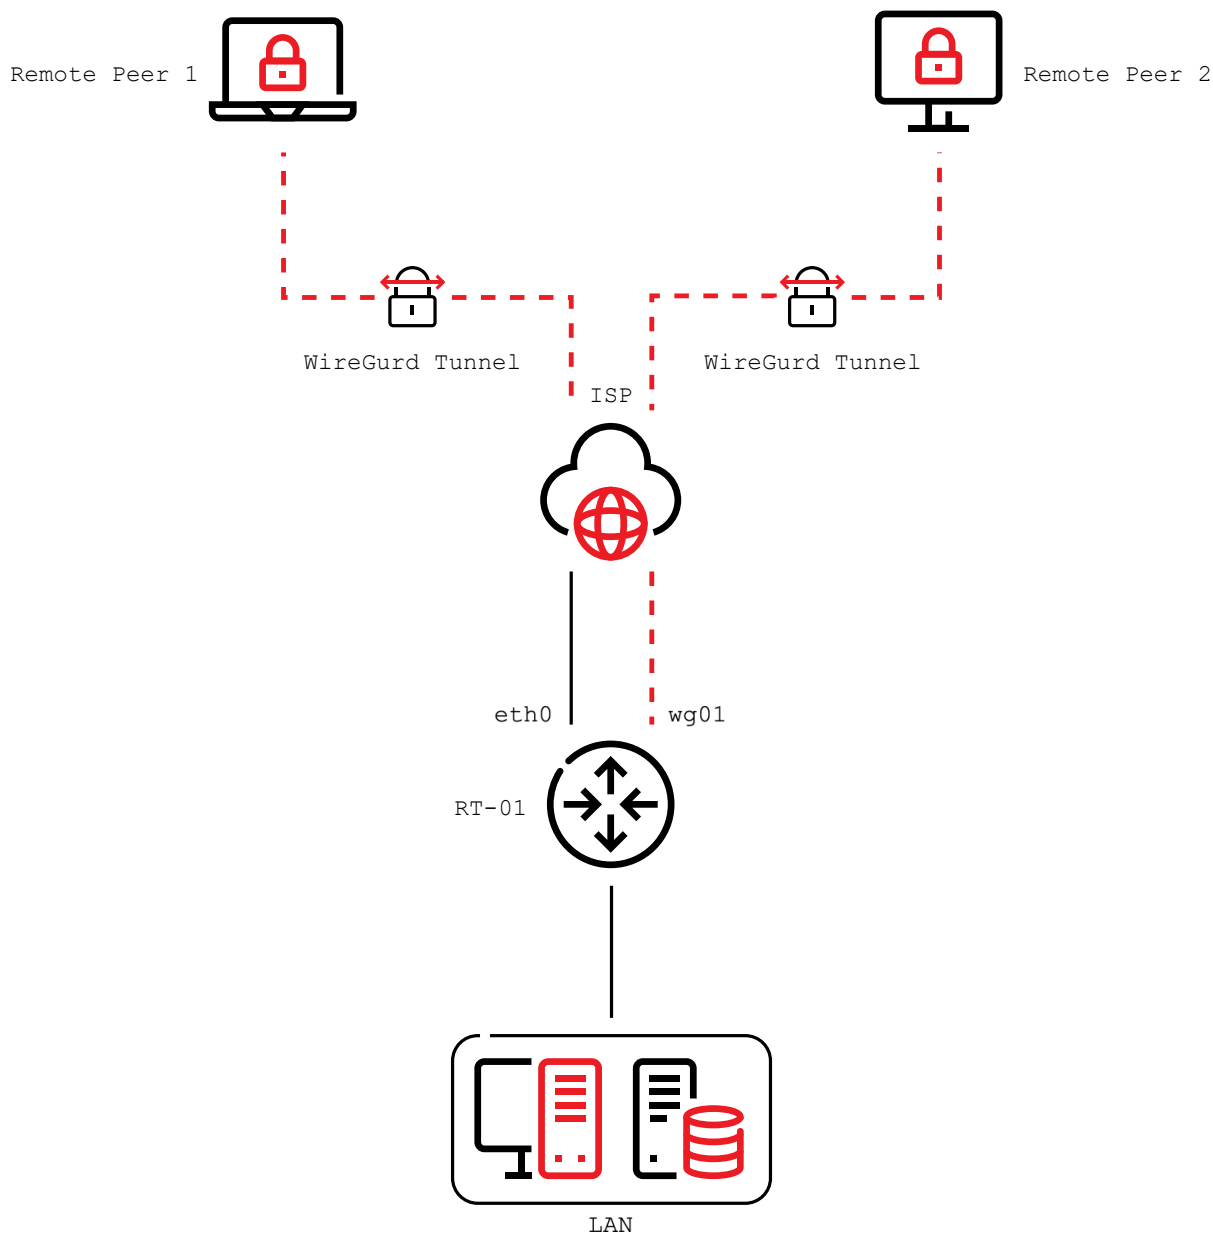 Remote Peer 1
Remote Peer 2
WireGurd Tunnel
WireGurd Tunnel
ISP
eth0
wg01
RT-01
LAN